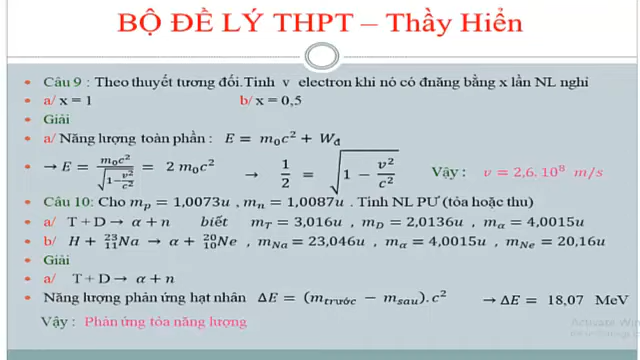 BỘ ĐỀ LÝ THPT – Thầy Hiển
Câu 9 : Theo thuyết tương đối.Tính v electron khi nó có đnăng bằng x lần NL nghỉ
a/ x = 1 b/ x = 0,5
Giải
a/ Năng lượng toàn phần : E = m₀c² + W_đ
→ E = m₀c²/√(1−v²/c²) = 2 m₀c² → 1/2 = √(1 − v²/c²) Vậy : v = 2,6.10⁸ m/s
Câu 10: Cho m_p = 1,0073u , m_n = 1,0087u . Tính NL PƯ (tỏa hoặc thu)
a/ T + D → α + n biết m_T = 3,016u , m_D = 2,0136u , m_α = 4,0015u
b/ H + ²³₁₁Na → α + ²⁰₁₀Ne , m_Na = 23,046u , m_α = 4,0015u , m_Ne = 20,16u
Giải
a/ T + D → α + n
Năng lượng phản ứng hạt nhân ΔE = (m_trước − m_sau).c² → ΔE = 18,07 MeV
Vậy : Phản ứng tỏa năng lượng
Activate Win